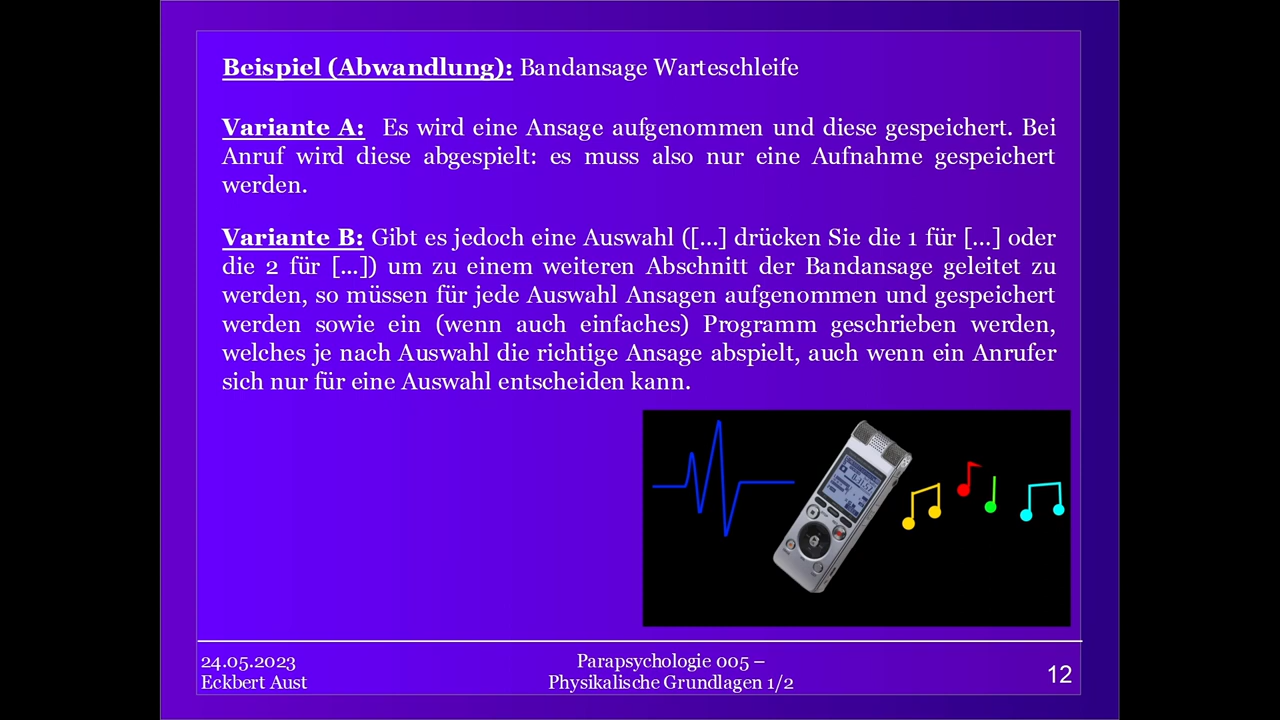 Beispiel (Abwandlung): Bandansage Warteschleife
Variante A: Es wird eine Ansage aufgenommen und diese gespeichert. Bei
Anruf wird diese abgespielt: es muss also nur eine Aufnahme gespeichert
werden.
Variante B: Gibt es jedoch eine Auswahl ([...] drücken Sie die 1 für [...] oder
die 2 für [...]) um zu einem weiteren Abschnitt der Bandansage geleitet zu
werden, so müssen für jede Auswahl Ansagen aufgenommen und gespeichert
werden sowie ein (wenn auch einfaches) Programm geschrieben werden,
welches je nach Auswahl die richtige Ansage abspielt, auch wenn ein Anrufer
sich nur für eine Auswahl entscheiden kann.
24.05.2023
Eckbert Aust
Parapsychologie 005 –
Physikalische Grundlagen 1/2
12